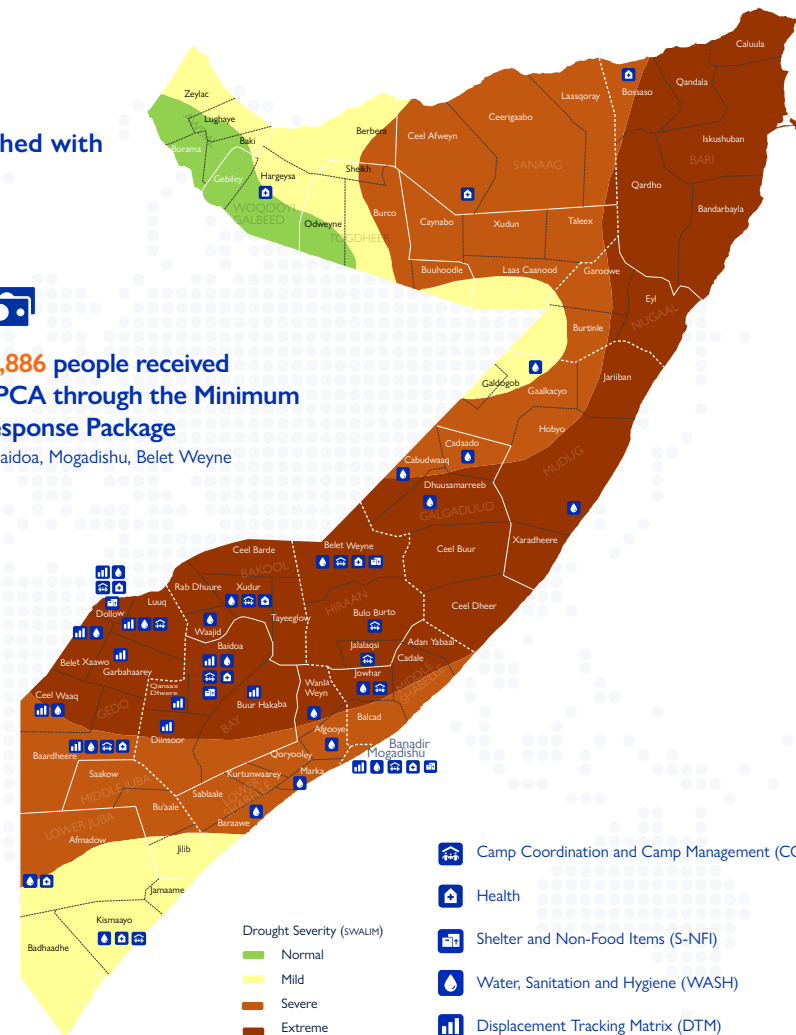 ched with
,886 people received
PCA through the Minimum
esponse Package
aidoa, Mogadishu, Belet Weyne
Caluula
Zeylac
Bossaso
Qandala
Laasqoray
Lughaye
Berbera
Ceerigaabo
Ceel Afweyn
Iskushuban
Borama
Baki
SANAAG
BARI
Sheikh
Gebiley
Hargeysa
Qardho
WOQOOYI
GALBEED
Burco
Bandarbayla
Odweyne
Caynabo
Xudun
Taleex
TOGDHEER
Buuhoodle
Laas Caanood
Garoowe
Eyl
NUGAAL
Burtinle
Galdogob
Gaalkacyo
Jariiban
Hobyo
Cadaado
Cabudwaaq
MUDUG
Dhuusamarreeb
GALGADUUD
Xaradheere
Ceel Barde
Belet Weyne
Ceel Buur
BAKOOL
Rab Dhuure
Xudur
HIRAAN
Luuq
Dollow
Tayeeglow
Bulo Burto
Ceel Dheer
Waajid
Baidoa
Jalalaqsi
Adan Yabaal
Belet Xaawo
Garbahaarey
Cadale
Qansax
Dheere
Wanla
Weyn
Jowhar
MIDDLE
SHABELLE
Ceel Waaq
GEDO
Buur Hakaba
BAY
Balcad
Diinsoor
Afgooye
Banadir
Mogadishu
Baardheere
Qoryooley
Saakow
Kurtunwaarey
Marka
MIDDLE JUBA
Sablaale
LOWER
Bu'aale
Baraawe
LOWER JUBA
Afmadow
Jilib
Jamaame
Kismaayo
Badhaadhe
Drought Severity (SWALIM)
Normal
Mild
Severe
Extreme
Camp Coordination and Camp Management (CC
Health
Shelter and Non-Food Items (S-NFI)
Water, Sanitation and Hygiene (WASH)
Displacement Tracking Matrix (DTM)